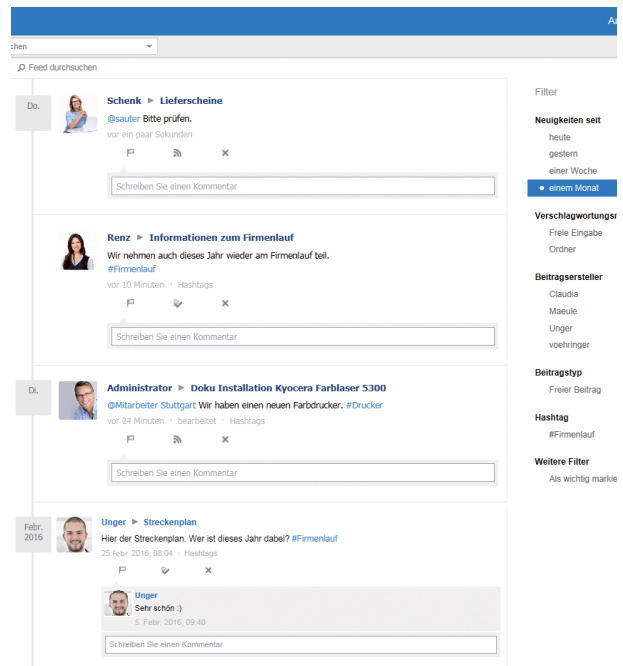 chen
Feed durchsuchen
Do.
Schenk ► Lieferscheine
@sauter Bitte prüfen.
vor ein paar Sekunden
Schreiben Sie einen Kommentar
Renz ► Informationen zum Firmenlauf
Wir nehmen auch dieses Jahr wieder am Firmenlauf teil.
#Firmenlauf
vor 10 Minuten · Hashtags
Schreiben Sie einen Kommentar
Di.
Administrator ► Doku Installation Kyocera Farblaser 5300
@Mitarbeiter Stuttgart Wir haben einen neuen Farbdrucker. #Drucker
vor 24 Minuten · bearbeitet · Hashtags
Schreiben Sie einen Kommentar
Febr.
2016
Unger ► Streckenplan
Hier der Streckenplan. Wer ist dieses Jahr dabei? #Firmenlauf
25.Febr. 2016, 08:04 · Hashtags
Unger
Sehr schön :)
5. Febr. 2016, 09:40
Schreiben Sie einen Kommentar
Filter
Neuigkeiten seit
heute
gestern
einer Woche
einem Monat
Verschlagwortungsm
Freie Eingabe
Ordner
Beitragsersteller
Claudia
Maeule
Unger
voehringer
Beitragstyp
Freier Beitrag
Hashtag
#Firmenlauf
Weitere Filter
Als wichtig markie